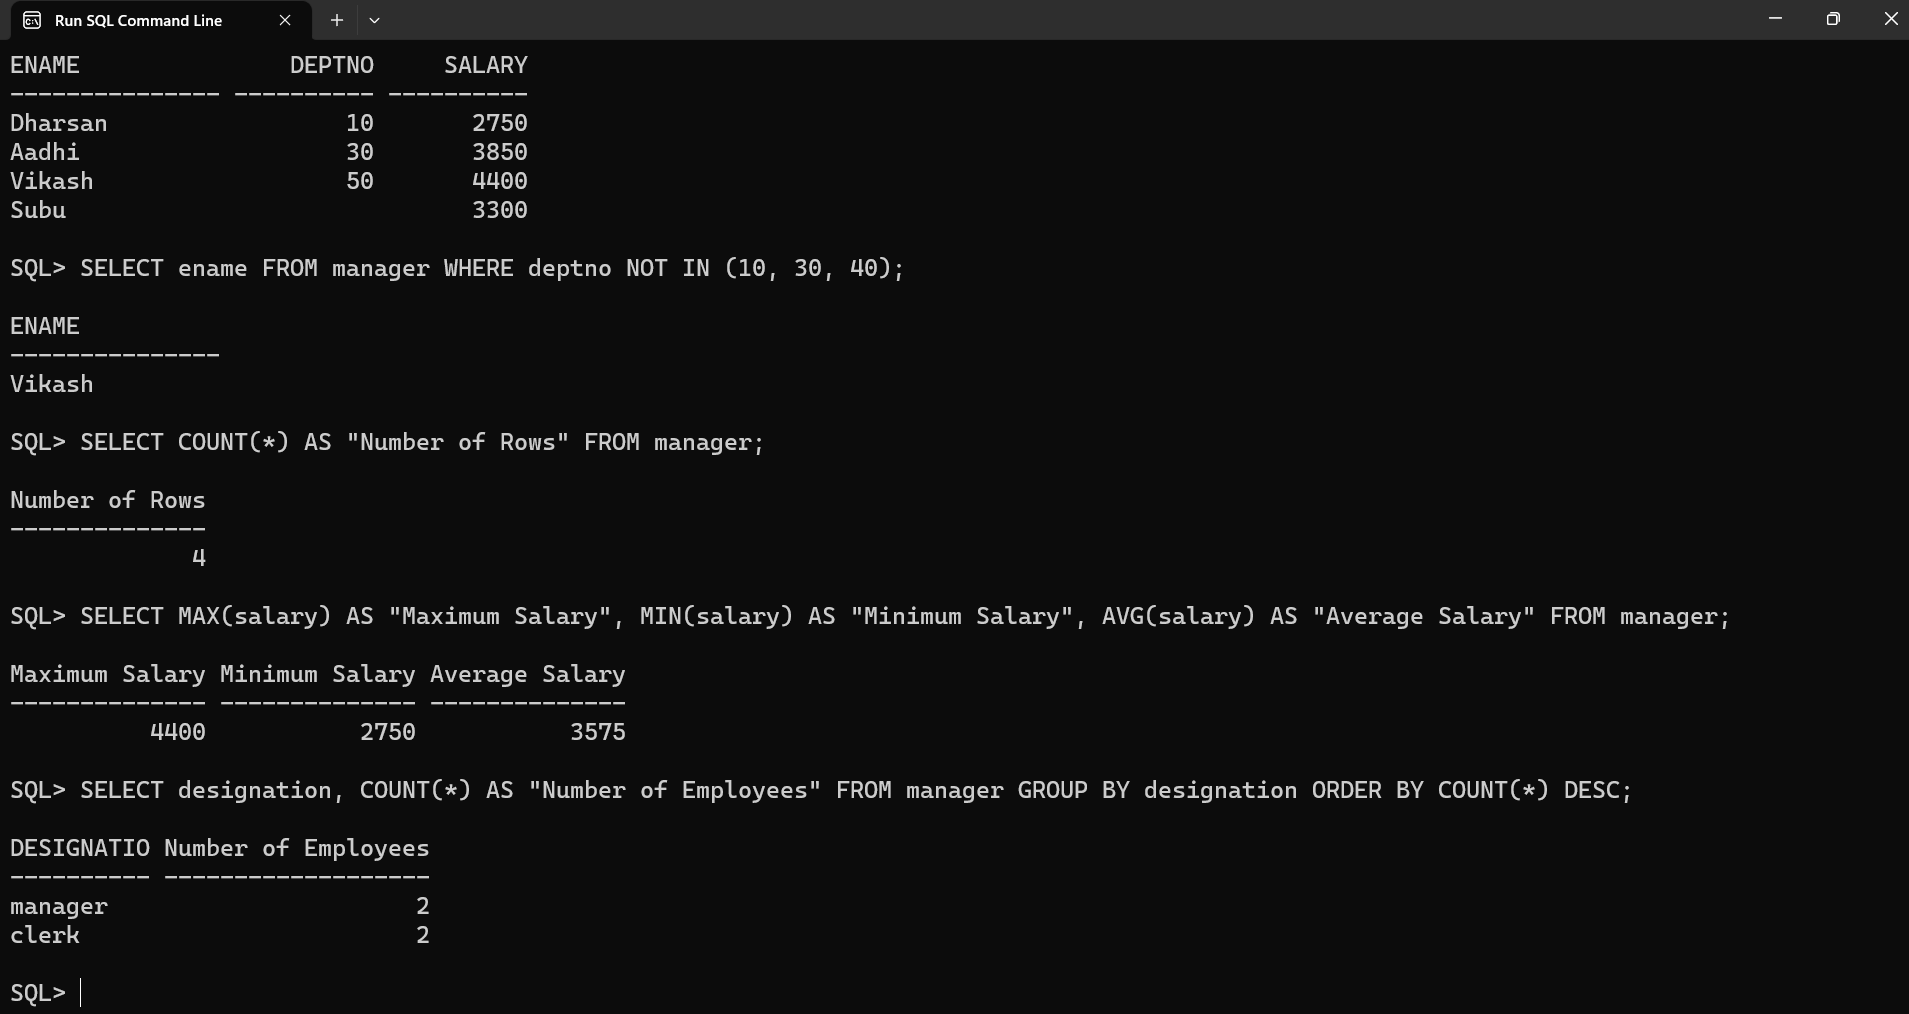 Run SQL Command Line
ENAME                DEPTNO     SALARY
--------------- ---------- ----------
Dharsan                 10       2750
Aadhi                   30       3850
Vikash                  50       4400
Subu                             3300
SQL> SELECT ename FROM manager WHERE deptno NOT IN (10, 30, 40);
ENAME
---------------
Vikash
SQL> SELECT COUNT(*) AS "Number of Rows" FROM manager;
Number of Rows
--------------
             4
SQL> SELECT MAX(salary) AS "Maximum Salary", MIN(salary) AS "Minimum Salary", AVG(salary) AS "Average Salary" FROM manager;
Maximum Salary Minimum Salary Average Salary
-------------- -------------- --------------
          4400           2750           3575
SQL> SELECT designation, COUNT(*) AS "Number of Employees" FROM manager GROUP BY designation ORDER BY COUNT(*) DESC;
DESIGNATIO Number of Employees
---------- -------------------
manager                      2
clerk                        2
SQL>